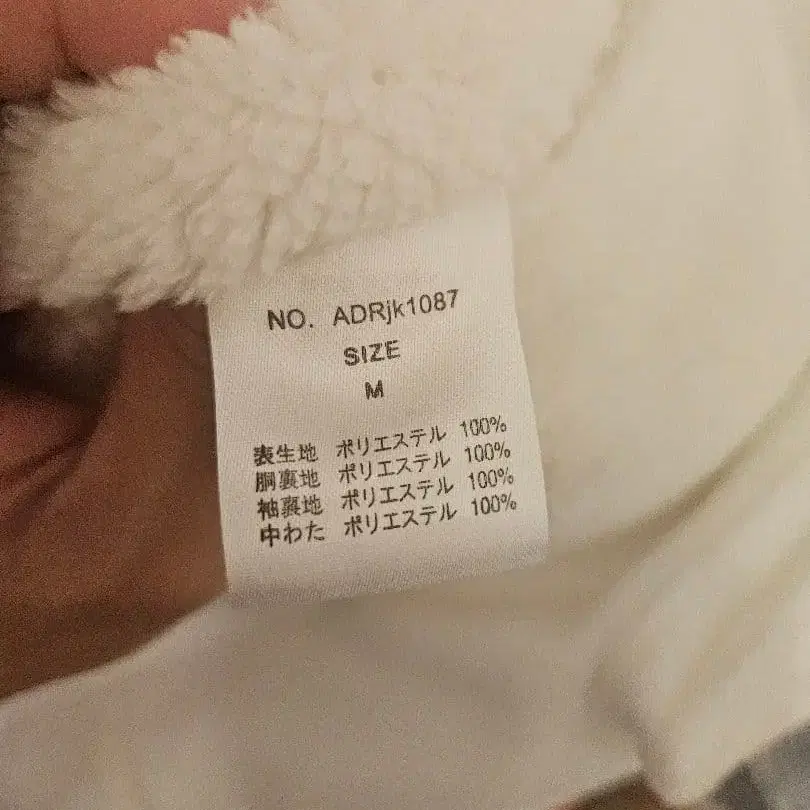 NO. ADRjk1087
SIZE
M
表生地 ポリエステル 100%
胴裏地 ポリエステル 100%
袖裏地 ポリエステル 100%
中わた ポリエステル 100%